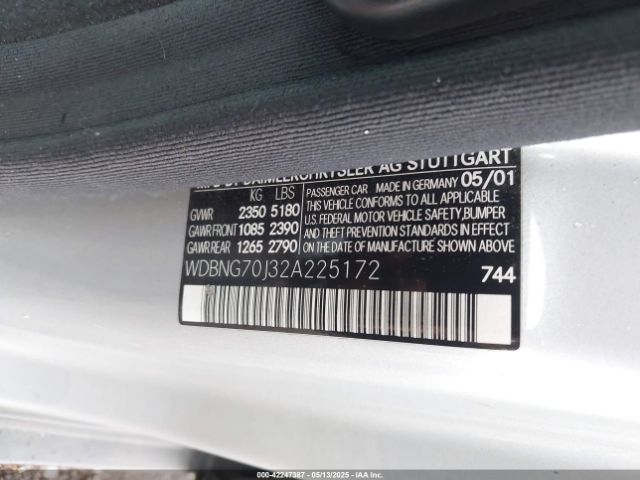 DAIMLERCHRYSLER AG STUTTGART
KG LBS
GVWR 2350 5180
GAWR FRONT 1085 2390
GAWR REAR 1265 2790
PASSENGER CAR MADE IN GERMANY 05/01
THIS VEHICLE CONFORMS TO ALL APPLICABLE
U.S. FEDERAL MOTOR VEHICLE SAFETY, BUMPER
AND THEFT PREVENTION STANDARDS IN
EFFECT ON THE DATE OF MANUFACTURE
SHOWN ABOVE.
WDBNG70J32A225172
744
000-42247387 - 05/13/2025 - IAAI, Inc. Copyright